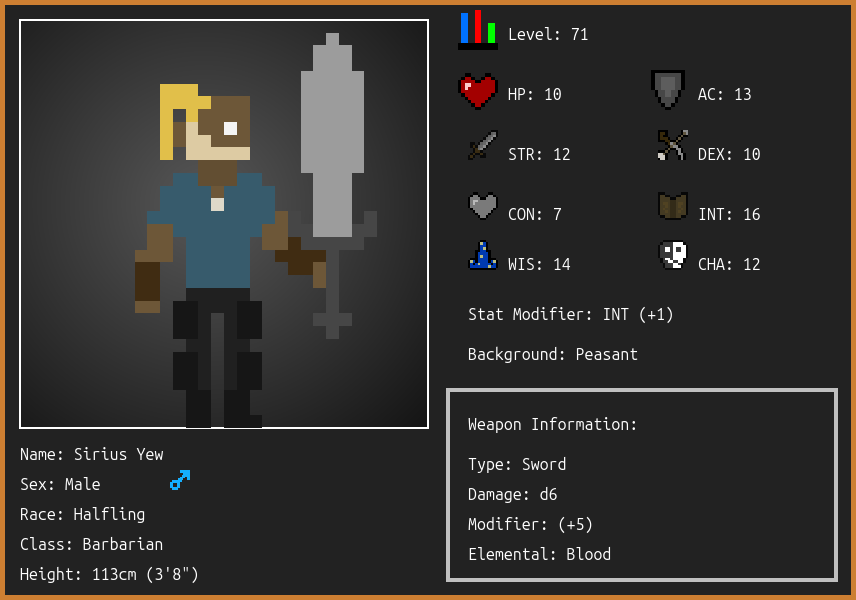 Level: 71
HP: 10
AC: 13
STR: 12
DEX: 10
CON: 7
INT: 16
WIS: 14
CHA: 12
Stat Modifier: INT (+1)
Background: Peasant
Name: Sirius Yew
Sex: Male
Race: Halfling
Class: Barbarian
Height: 113cm (3'8")
Weapon Information:
Type: Sword
Damage: d6
Modifier: (+5)
Elemental: Blood